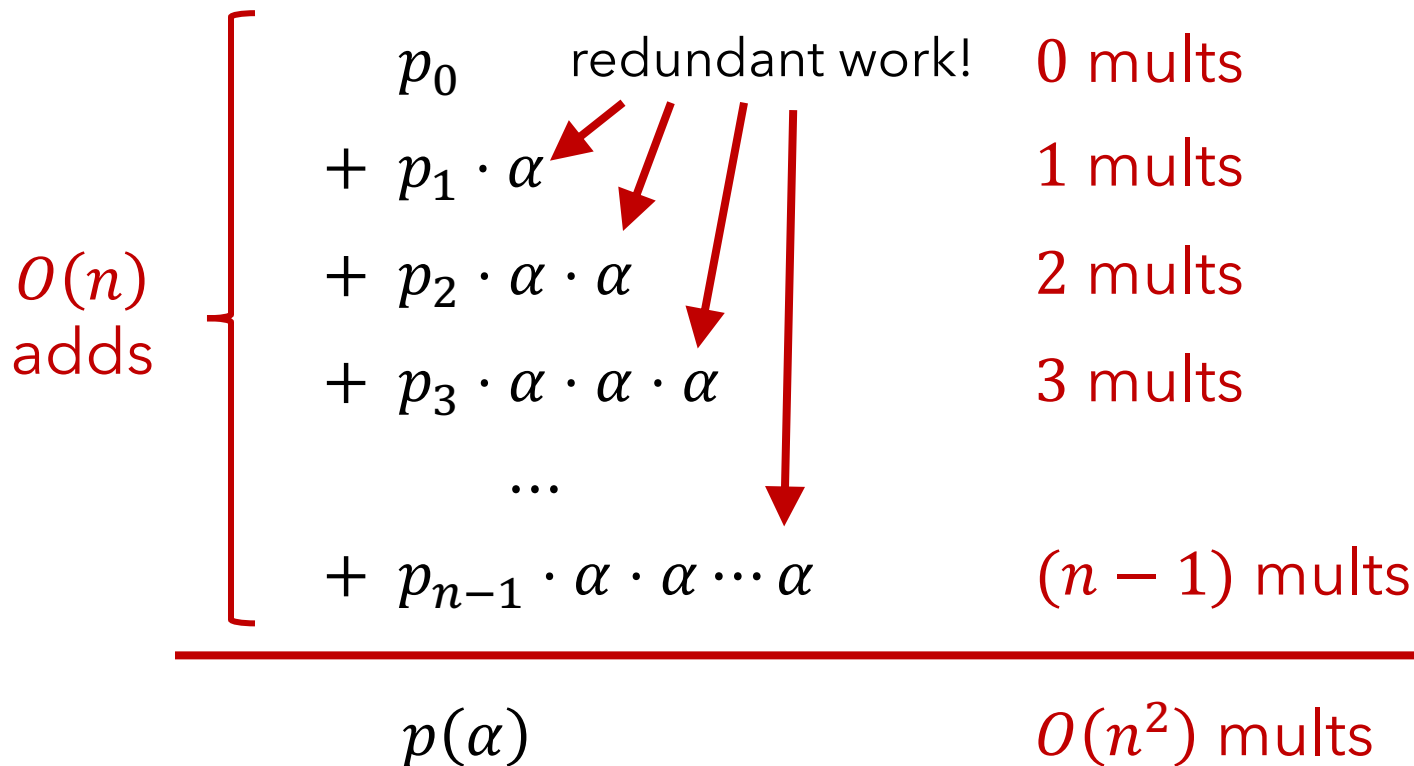 p₀ redundant work! 0 mults
+ p₁ · α 1 mults
+ p₂ · α · α 2 mults
O(n)
adds
+ p₃ · α · α · α 3 mults
⋯
+ pₙ₋₁ · α · α ⋯ α (n − 1) mults
p(α) O(n²) mults